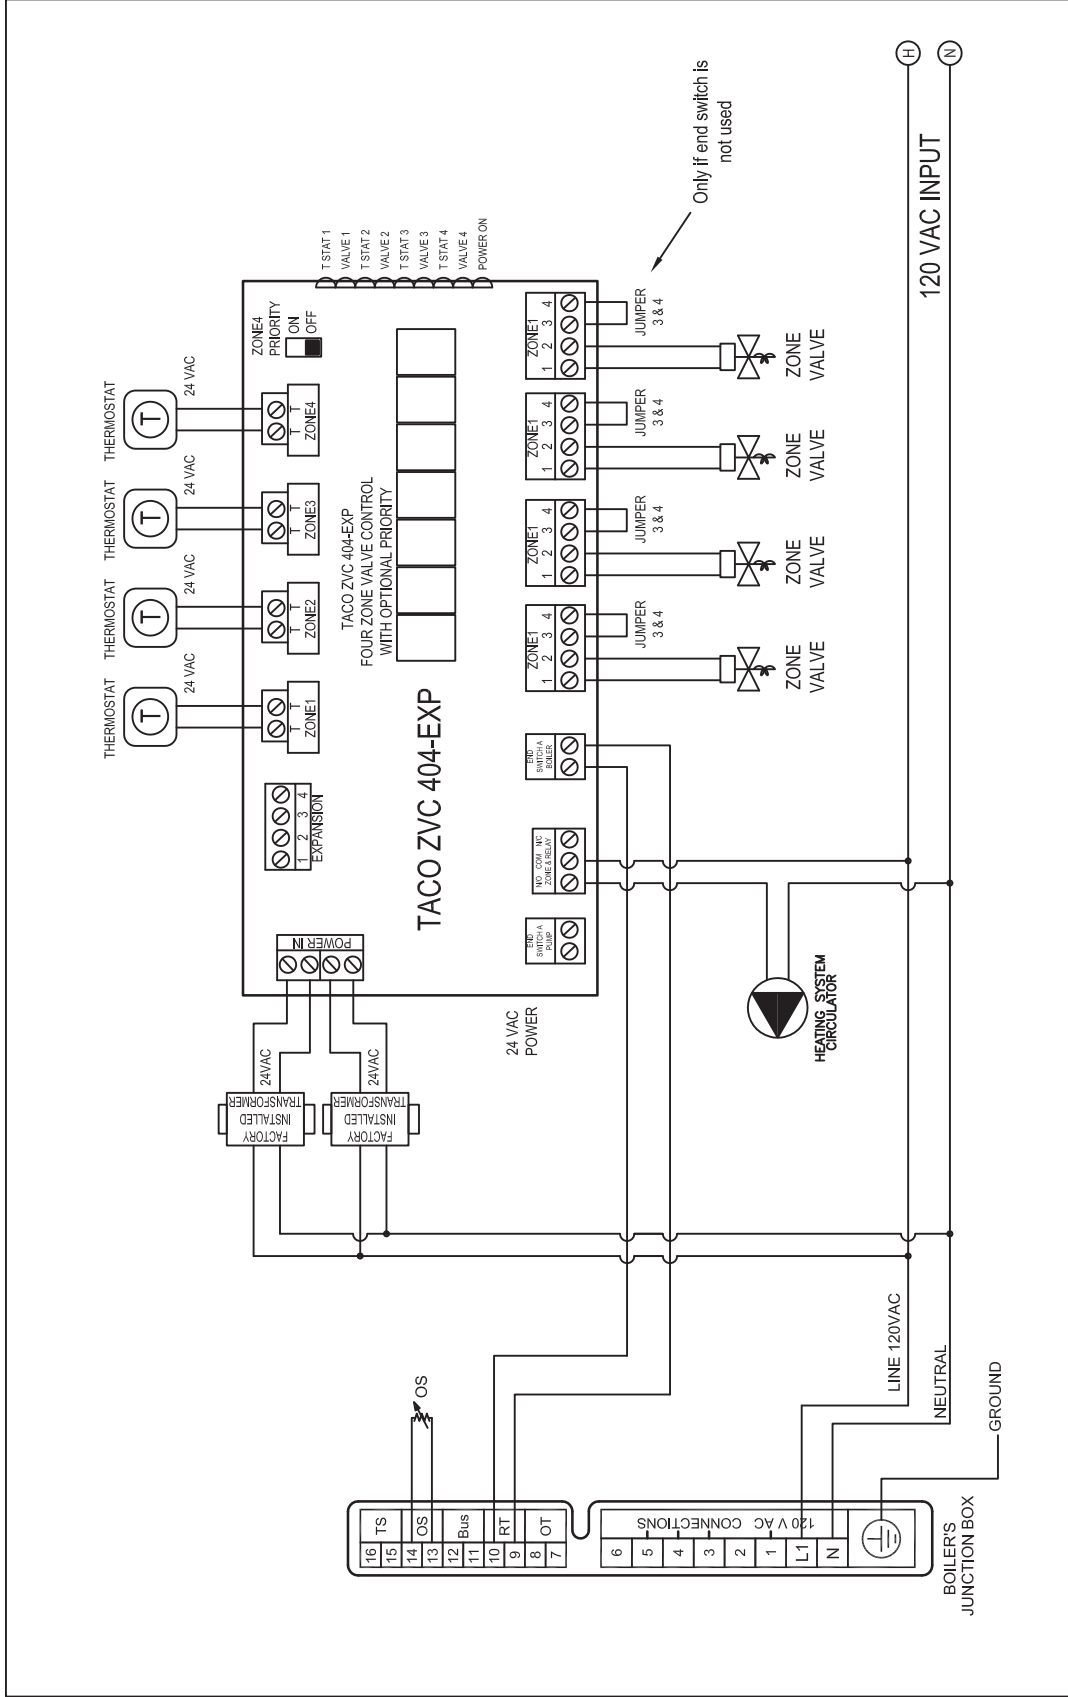 THERMOSTAT
THERMOSTAT
THERMOSTAT
THERMOSTAT
T
T
T
T
24 VAC
24 VAC
24 VAC
24 VAC
EXPANSION
1 2 3 4
T T
ZONE1
T T
ZONE2
T T
ZONE3
T T
ZONE4
ZONE4
PRIORITY
ON
OFF
T STAT 1
VALVE 1
T STAT 2
VALVE 2
T STAT 3
VALVE 3
T STAT 4
VALVE 4
POWER ON
POWER IN
24VAC
24VAC
FACTORY
INSTALLED
TRANSFORMER
FACTORY
INSTALLED
TRANSFORMER
TACO ZVC 404-EXP
FOUR ZONE VALVE CONTROL
WITH OPTIONAL PRIORITY
TACO ZVC 404-EXP
24 VAC
POWER
END
SWITCH A
PUMP
N/O COM N/C
ZONE & RELAY
END
SWITCH A
BOILER
ZONE1
1 2 3 4
ZONE1
1 2 3 4
ZONE1
1 2 3 4
ZONE1
1 2 3 4
JUMPER
3 & 4
JUMPER
3 & 4
JUMPER
3 & 4
JUMPER
3 & 4
Only if end switch is
not used
ZONE
VALVE
ZONE
VALVE
ZONE
VALVE
ZONE
VALVE
HEATING SYSTEM
CIRCULATOR
120 VAC INPUT
H
N
LINE 120VAC
NEUTRAL
GROUND
OS
TS
OS
Bus
RT
OT
16
15
14
13
12
11
10
9
8
7
120 V AC CONNECTIONS
6
5
4
3
2
1
L1
N
BOILER'S
JUNCTION BOX